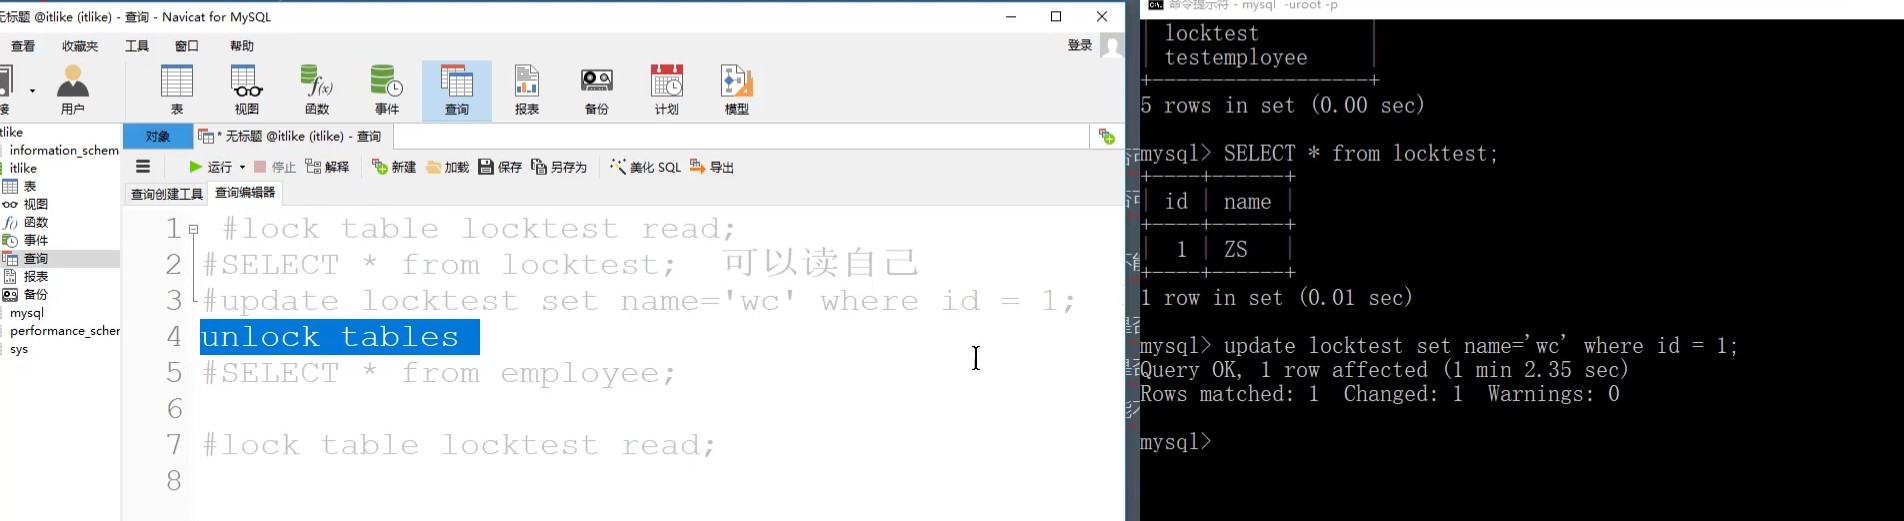 无标题 @itlike (itlike) - 查询 - Navicat for MySQL
查看 收藏夹 工具 窗口 帮助 登录
接 用户 表 视图 函数 事件 查询 报表 备份 计划 模型
对象 * 无标题 @itlike (itlike) - 查询
运行 停止 解释 新建 加载 保存 另存为 美化 SQL 导出
查询创建工具 查询编辑器
tlike
information_schem
itlike
表
视图
函数
事件
查询
报表
备份
mysql
performance_scher
sys
1 #lock table locktest read;
2 #SELECT * from locktest; 可以读自己
3 #update locktest set name='wc' where id = 1;
4 unlock tables
5 #SELECT * from employee;
6
7 #lock table locktest read;
8
命令提示符 - mysql -uroot -p
| locktest |
| testemployee |
+-------------------+
5 rows in set (0.00 sec)
mysql> SELECT * from locktest;
+----+------+
| id | name |
+----+------+
| 1 | ZS |
+----+------+
1 row in set (0.01 sec)
mysql> update locktest set name='wc' where id = 1;
Query OK, 1 row affected (1 min 2.35 sec)
Rows matched: 1 Changed: 1 Warnings: 0
mysql>